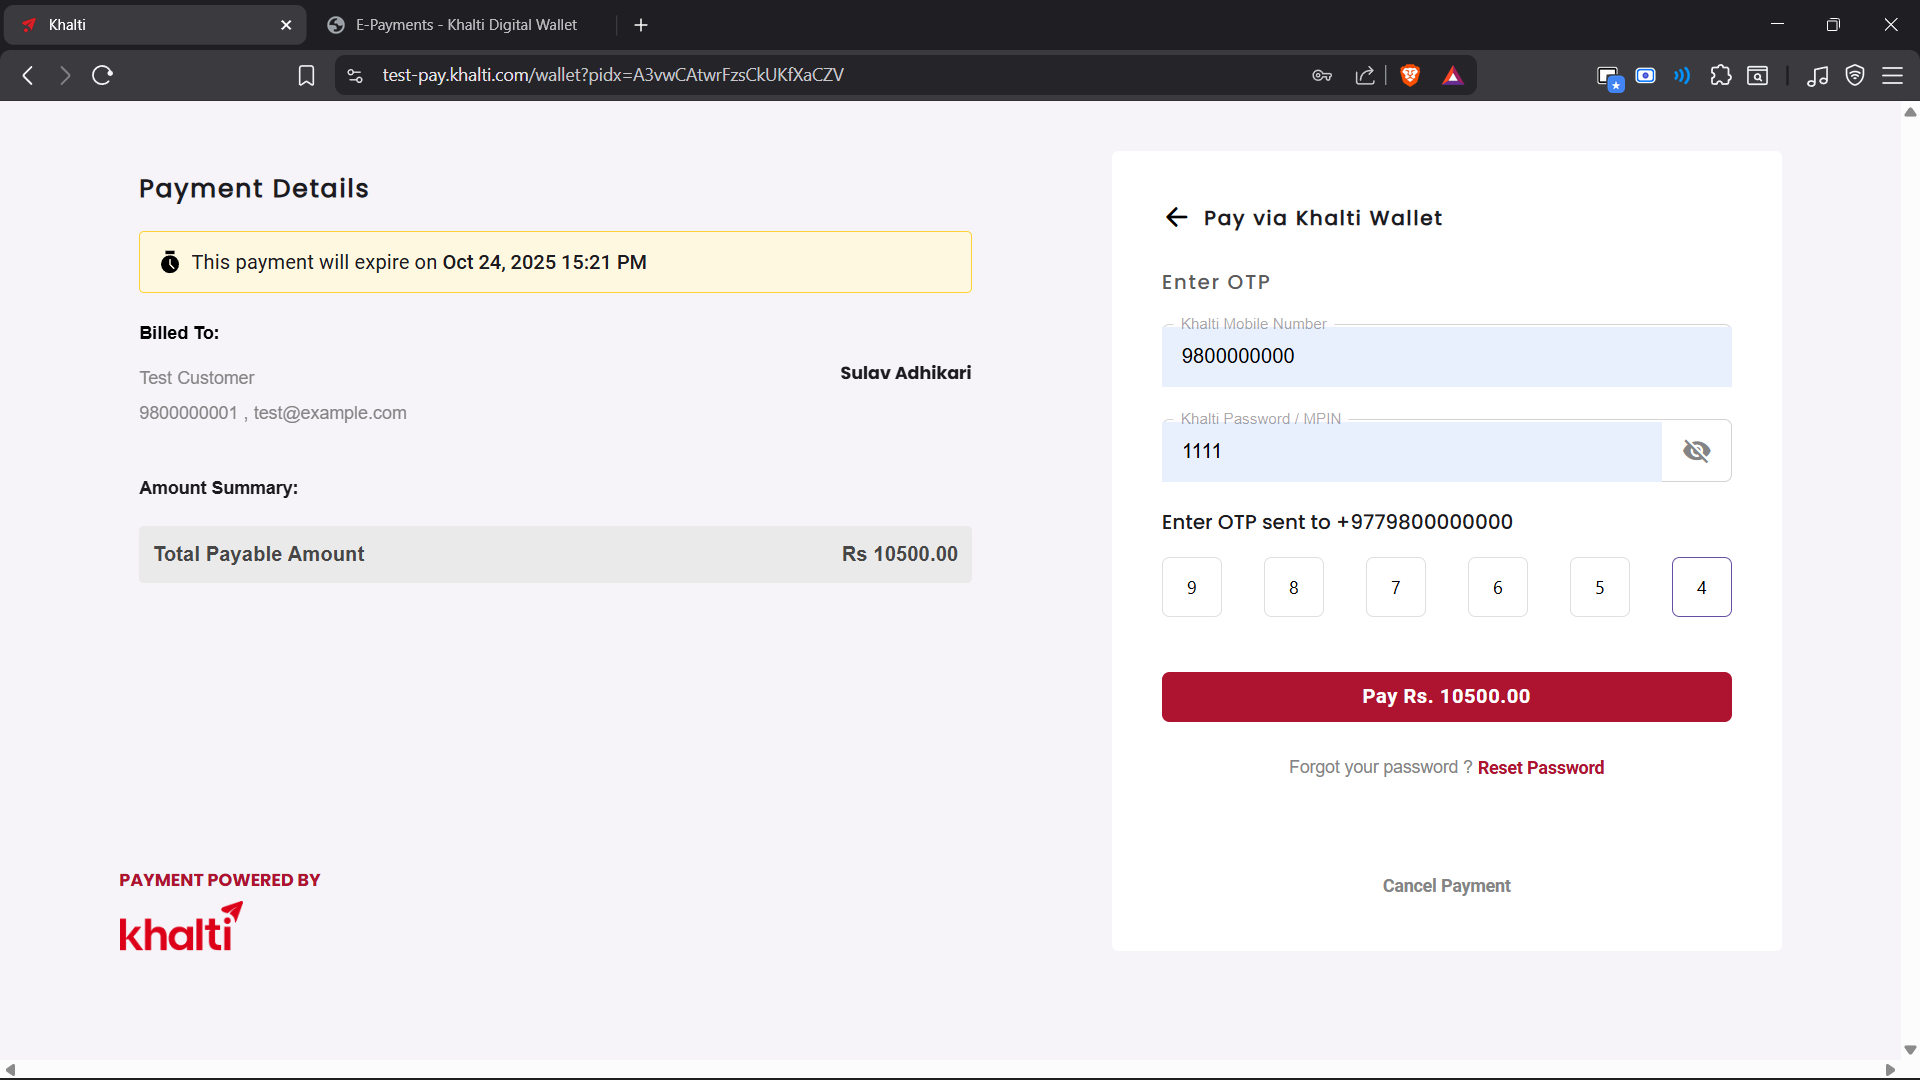 Khalti
E-Payments - Khalti Digital Wallet
test-pay.khalti.com/wallet?pidx=A3vwCAtwrFzsCkUKfXaCZV
Payment Details
This payment will expire on Oct 24, 2025 15:21 PM
Billed To:
Test Customer
Sulav Adhikari
9800000001 , test@example.com
Amount Summary:
Total Payable Amount Rs 10500.00
PAYMENT POWERED BY
khalti
Pay via Khalti Wallet
Enter OTP
Khalti Mobile Number
9800000000
Khalti Password / MPIN
1111
Enter OTP sent to +9779800000000
9 8 7 6 5 4
Pay Rs. 10500.00
Forgot your password ? Reset Password
Cancel Payment